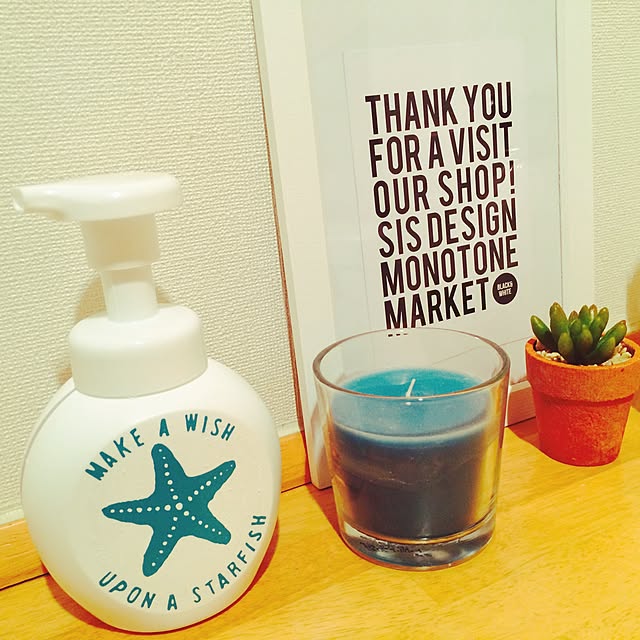 MAKE A WISH
UPON A STARFISH
THANK YOU
FOR A VISIT
OUR SHOP!
SIS DESIGN
MONOTONE
MARKET
BLACK&
WHITE